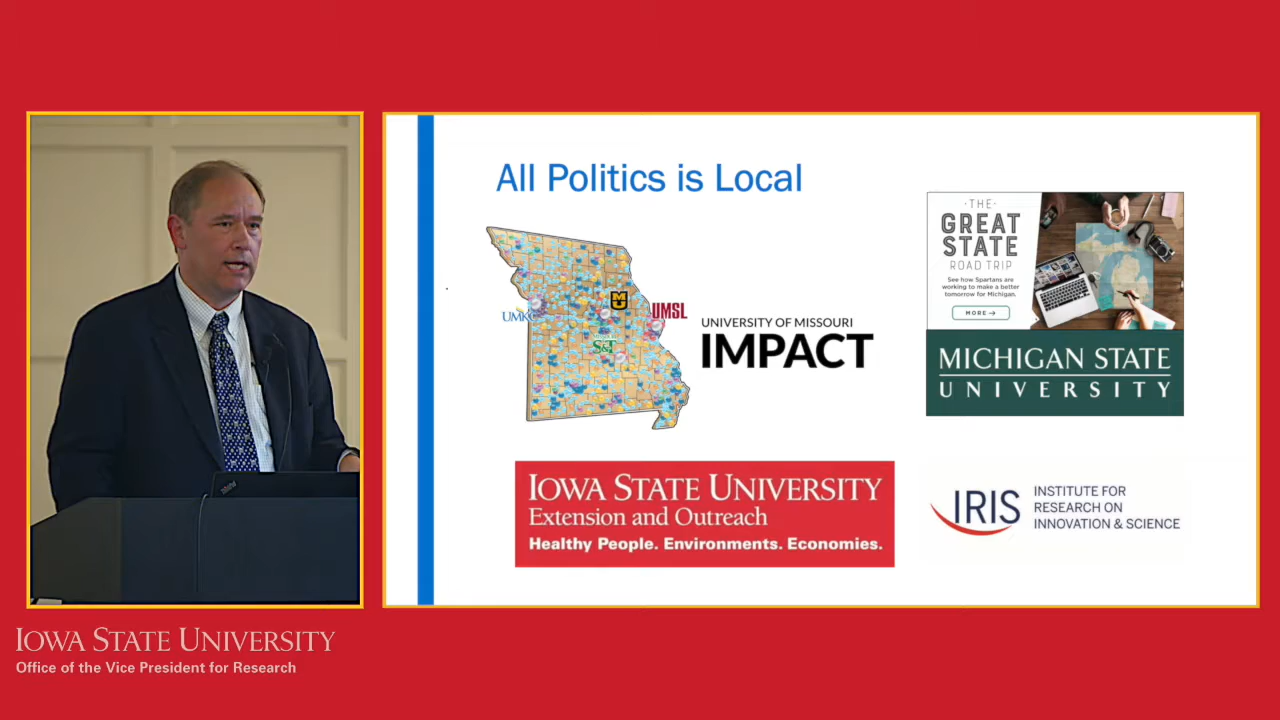 All Politics is Local
UMKC
MU
UMSL
S&T
UNIVERSITY OF MISSOURI
IMPACT
·THE·
GREAT
STATE
ROAD TRIP
See how Spartans are
working to make a better
tomorrow for Michigan.
MORE →
MICHIGAN STATE
UNIVERSITY
IOWA STATE UNIVERSITY
Extension and Outreach
Healthy People. Environments. Economies.
IRIS
INSTITUTE FOR
RESEARCH ON
INNOVATION & SCIENCE
IOWA STATE UNIVERSITY
Office of the Vice President for Research